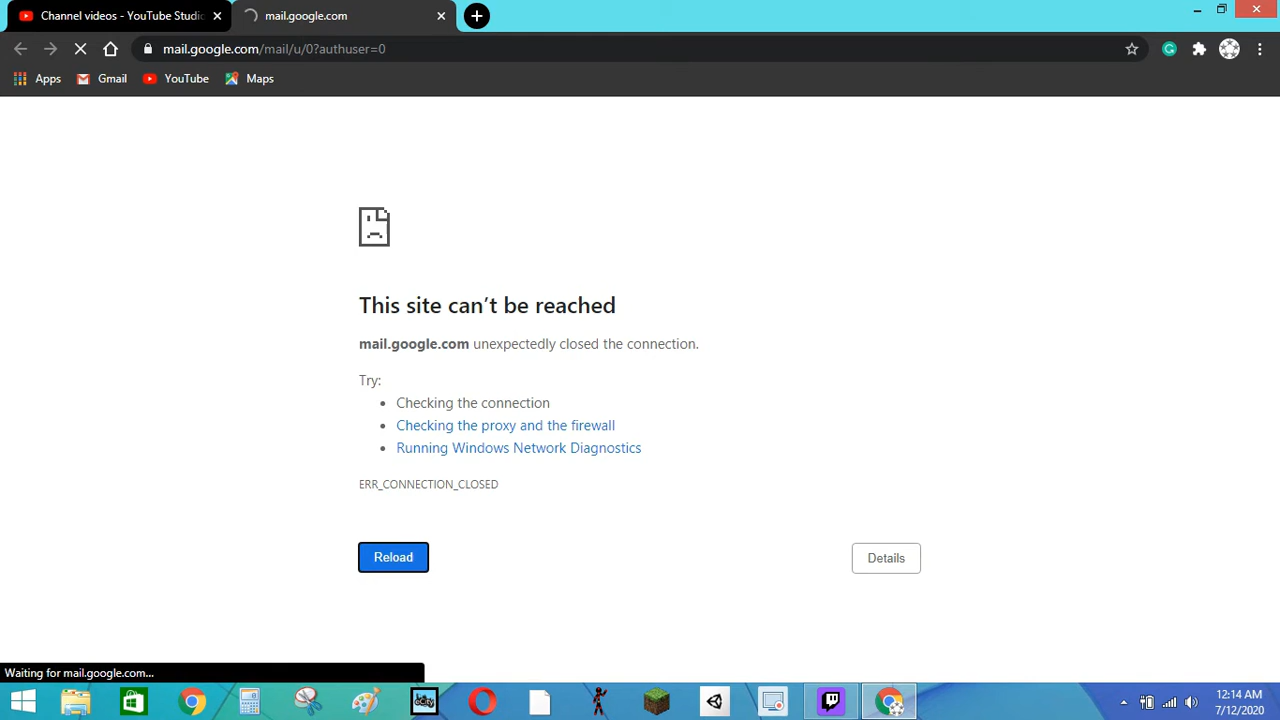 Channel videos - YouTube Studio
mail.google.com
mail.google.com/mail/u/0?authuser=0
Apps
Gmail
YouTube
Maps
This site can't be reached
mail.google.com unexpectedly closed the connection.
Try:
Checking the connection
Checking the proxy and the firewall
Running Windows Network Diagnostics
ERR_CONNECTION_CLOSED
Reload
Details
Waiting for mail.google.com...
12:14 AM
7/12/2020